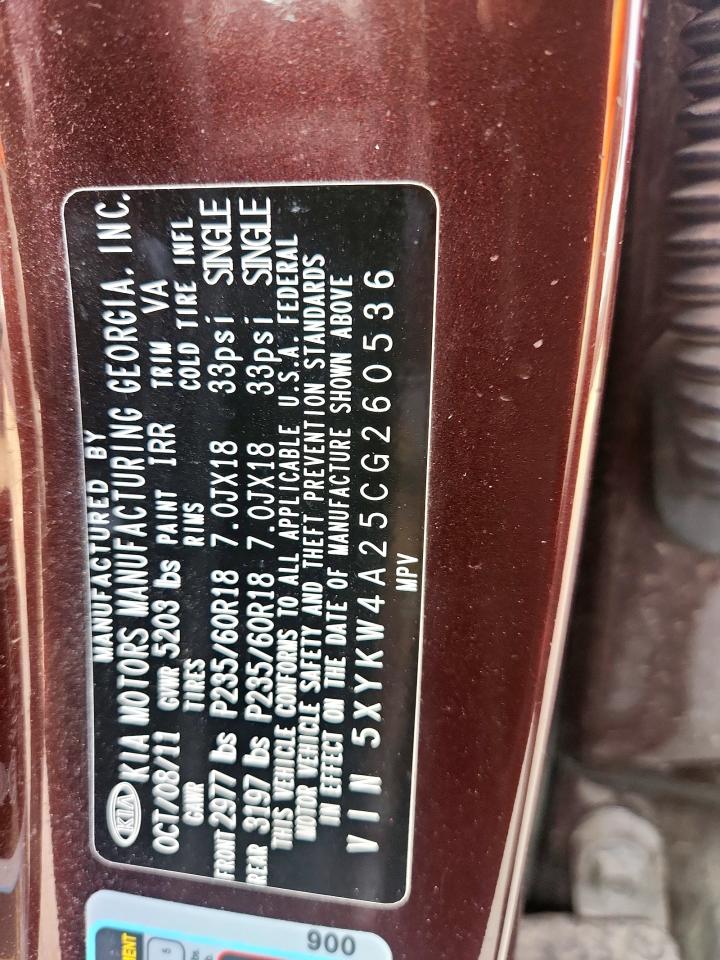 MANUFACTURED BY
KIA KIA MOTORS MANUFACTURING GEORGIA, INC.
OCT/08/11 GVWR 5203 lbs PAINT IRR TRIM VA
GAWR TIRES RIMS COLD TIRE INFL
FRONT 2977 lbs P235/60R18 7.0JX18 33psi SINGLE
REAR 3197 lbs P235/60R18 7.0JX18 33psi SINGLE
THIS VEHICLE CONFORMS TO ALL APPLICABLE U.S.A. FEDERAL
MOTOR VEHICLE SAFETY AND THEFT PREVENTION STANDARDS
IN EFFECT ON THE DATE OF MANUFACTURE SHOWN ABOVE
VIN 5XYKW4A25CG260536
MPV
900